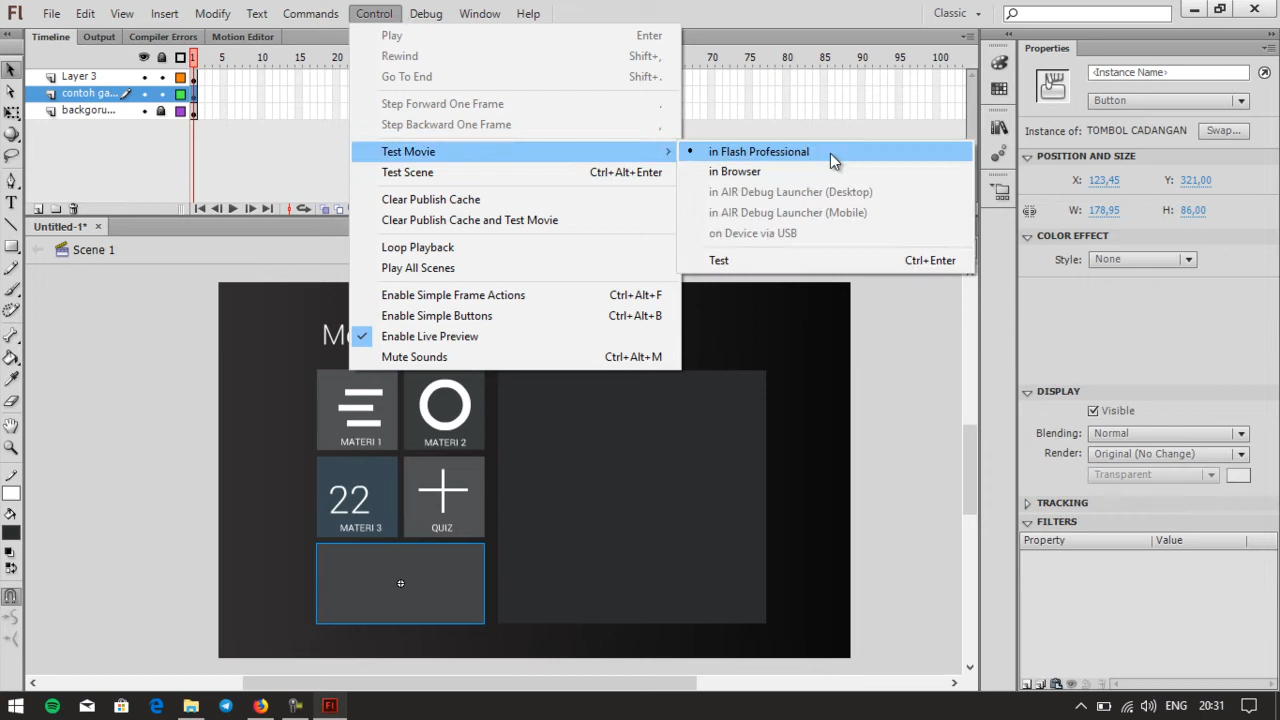 Fl File Edit View Insert Modify Text Commands Control Debug Window Help Classic
Timeline Output Compiler Errors Motion Editor
Properties
1 5 10 15 20 25 30 70 75 80 85 90 95 100
Layer 3
contoh ga...
backgoru...
Play Enter
Rewind Shift+,
Go To End Shift+.
Step Forward One Frame .
Step Backward One Frame ,
Test Movie
Test Scene Ctrl+Alt+Enter
Clear Publish Cache
Clear Publish Cache and Test Movie
Loop Playback
Play All Scenes
Enable Simple Frame Actions Ctrl+Alt+F
Enable Simple Buttons Ctrl+Alt+B
Enable Live Preview
Mute Sounds Ctrl+Alt+M
in Flash Professional
in Browser
in AIR Debug Launcher (Desktop)
in AIR Debug Launcher (Mobile)
on Device via USB
Test Ctrl+Enter
Untitled-1*
Scene 1
MATERI 1
MATERI 2
22
MATERI 3
QUIZ
<Instance Name>
Button
Instance of: TOMBOL CADANGAN Swap...
POSITION AND SIZE
X: 123,45 Y: 321,00
W: 178,95 H: 86,00
COLOR EFFECT
Style: None
DISPLAY
Visible
Blending: Normal
Render: Original (No Change)
Transparent
TRACKING
FILTERS
Property Value
ENG 20:31